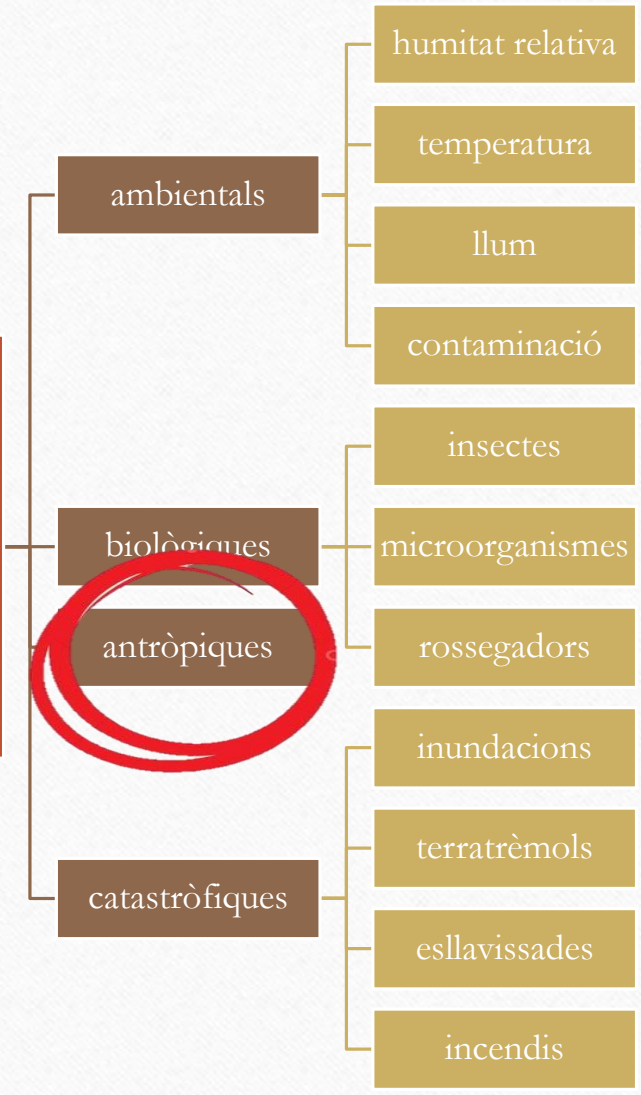 ambientals
humitat relativa
temperatura
llum
contaminació
biològiques
insectes
microorganismes
rossegadors
antròpiques
catastròfiques
inundacions
terratrèmols
esllavissades
incendis